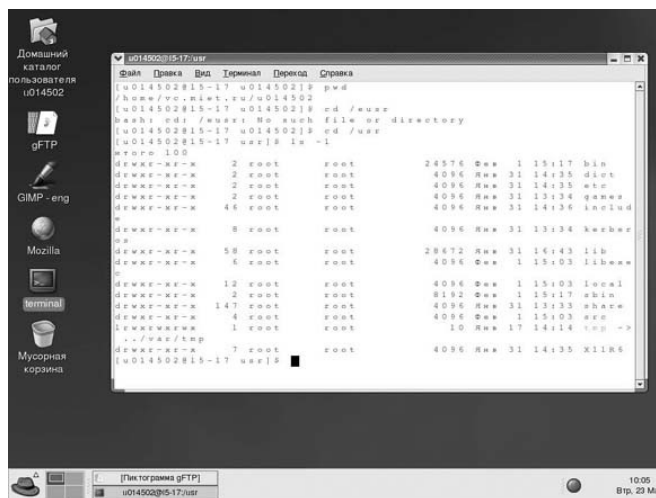 Домашний
каталог
пользователя
u014502
gFTP
GIMP - eng
Mozilla
terminal
Мусорная
корзина
u014502@l5-17:/usr
Файл Правка Вид Терминал Переход Справка
[u014502@l5-17 u014502]$ pwd
/home/vc.miet.ru/u014502
[u014502@l5-17 u014502]$ cd /eusr
bash: cd: /eusr: No such file or directory
[u014502@l5-17 u014502]$ cd /usr
[u014502@l5-17 usr]$ ls -l
итого 100
drwxr-xr-x 2 root root 24576 Фев 1 15:17 bin
drwxr-xr-x 2 root root 4096 Янв 31 14:35 dict
drwxr-xr-x 2 root root 4096 Янв 31 14:35 etc
drwxr-xr-x 2 root root 4096 Янв 31 13:34 games
drwxr-xr-x 46 root root 4096 Янв 31 14:36 includ
e
drwxr-xr-x 8 root root 4096 Янв 31 13:34 kerber
os
drwxr-xr-x 58 root root 28672 Янв 31 16:43 lib
drwxr-xr-x 6 root root 4096 Фев 1 15:03 libexe
c
drwxr-xr-x 12 root root 4096 Фев 1 15:03 local
drwxr-xr-x 2 root root 8192 Фев 1 15:17 sbin
drwxr-xr-x 147 root root 4096 Янв 31 13:33 share
drwxr-xr-x 4 root root 4096 Фев 1 15:03 src
lrwxrwxrwx 1 root root 10 Янв 17 14:14 tmp ->
../var/tmp
drwxr-xr-x 7 root root 4096 Янв 31 14:35 X11R6
[u014502@l5-17 usr]$
[Пиктограмма gFTP]
u014502@l5-17:/usr
10:05
Втр, 23 Ма